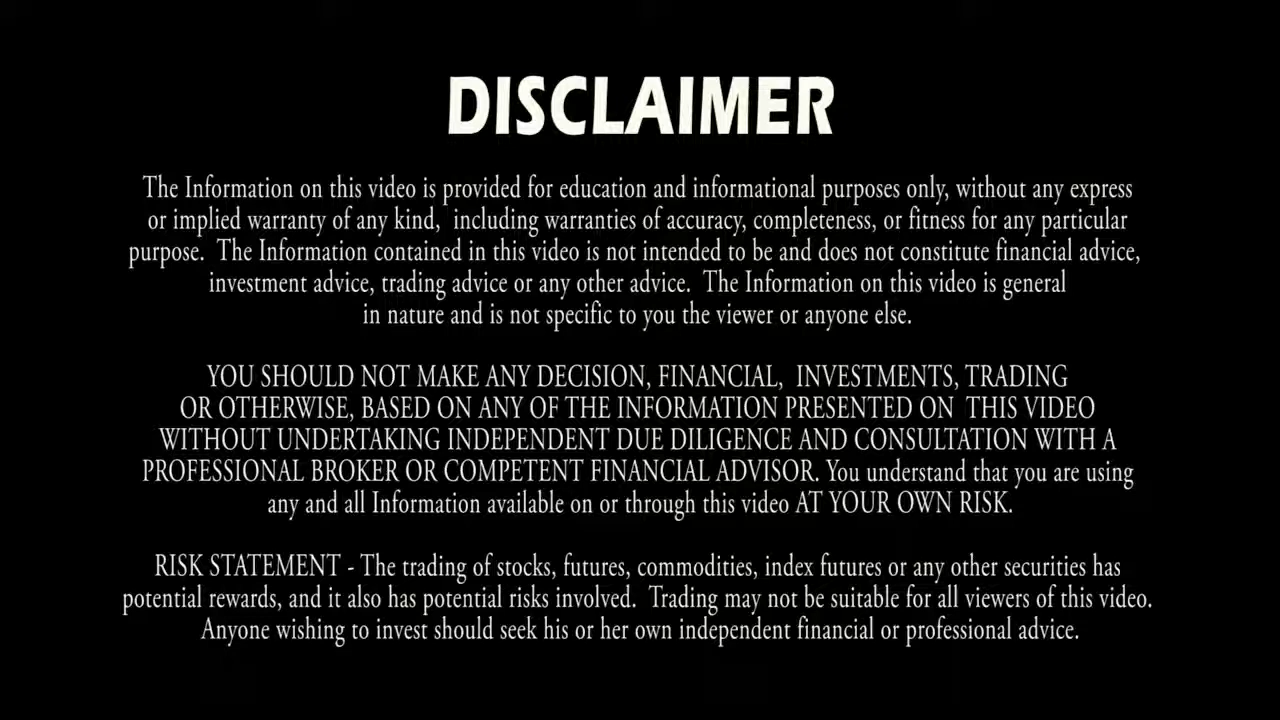 DISCLAIMER
The Information on this video is provided for education and informational purposes only, without any express
or implied warranty of any kind,  including warranties of accuracy, completeness, or fitness for any particular
purpose.  The Information contained in this video is not intended to be and does not constitute financial advice,
investment advice, trading advice or any other advice.  The Information on this video is general
in nature and is not specific to you the viewer or anyone else.
YOU SHOULD NOT MAKE ANY DECISION, FINANCIAL,  INVESTMENTS, TRADING
OR OTHERWISE, BASED ON ANY OF THE INFORMATION PRESENTED ON  THIS VIDEO
WITHOUT UNDERTAKING INDEPENDENT DUE DILIGENCE AND CONSULTATION WITH A
PROFESSIONAL BROKER OR COMPETENT FINANCIAL ADVISOR. You understand that you are using
any and all Information available on or through this video AT YOUR OWN RISK.
RISK STATEMENT - The trading of stocks, futures, commodities, index futures or any other securities has
potential rewards, and it also has potential risks involved.  Trading may not be suitable for all viewers of this video.
Anyone wishing to invest should seek his or her own independent financial or professional advice.